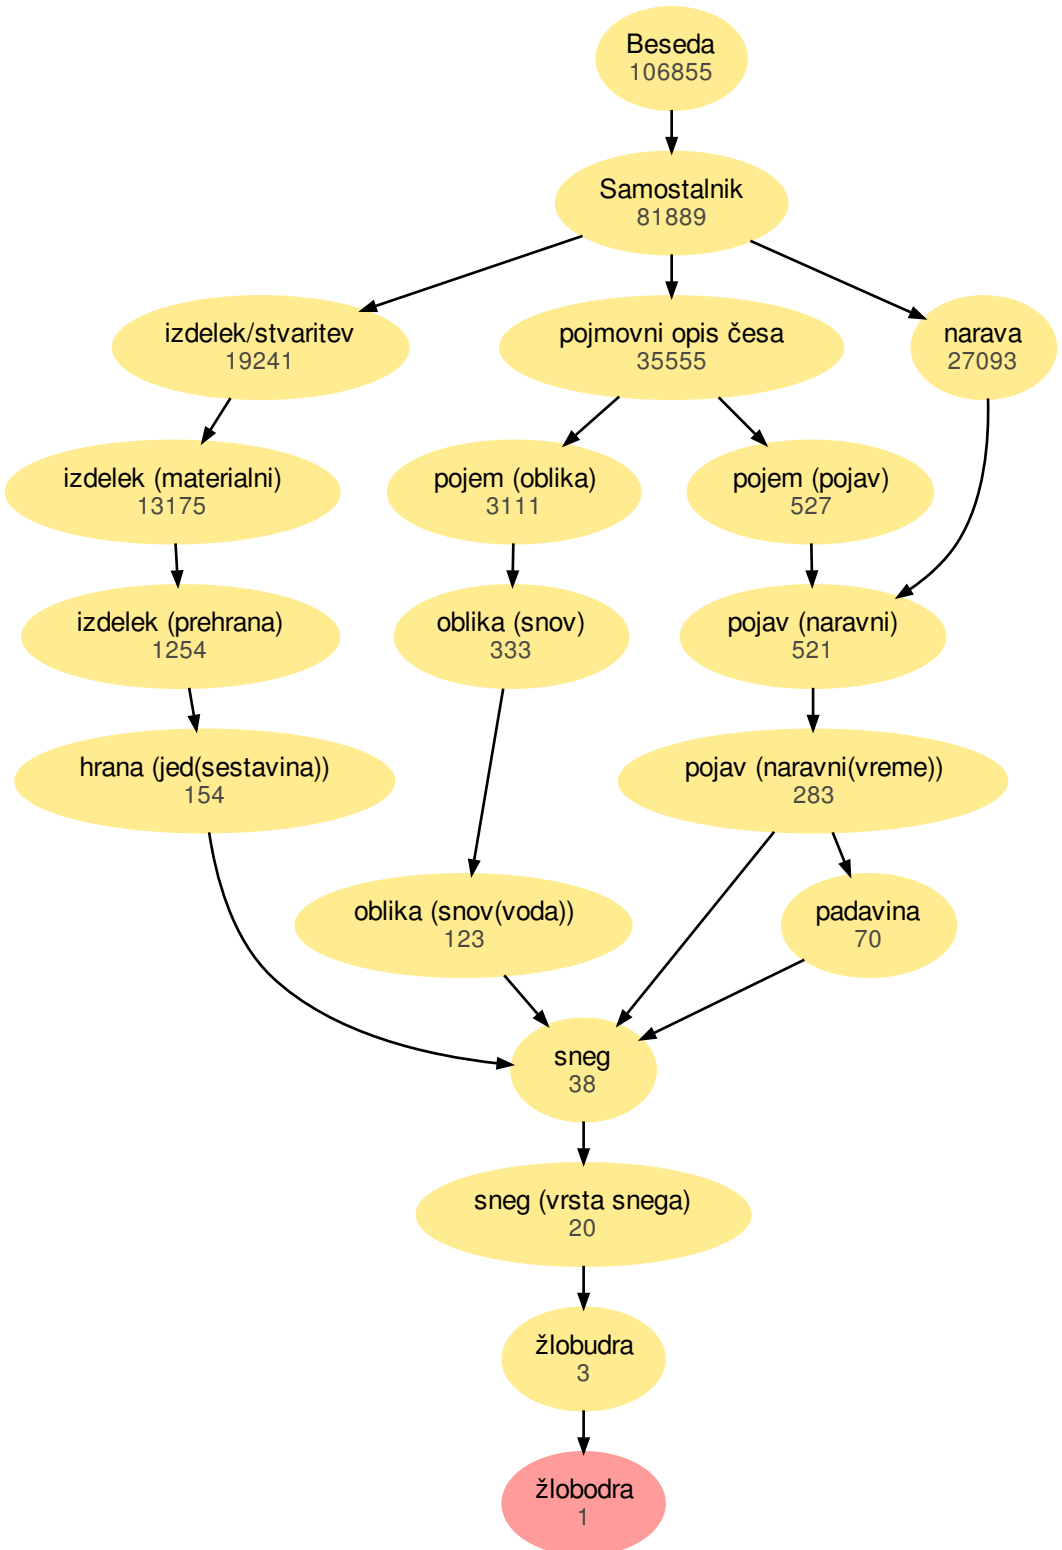 Beseda
106855
Samostalnik
81889
izdelek/stvaritev
19241
pojmovni opis česa
35555
narava
27093
izdelek (materialni)
13175
pojem (oblika)
3111
pojem (pojav)
527
izdelek (prehrana)
1254
oblika (snov)
333
pojav (naravni)
521
hrana (jed(sestavina))
154
pojav (naravni(vreme))
283
oblika (snov(voda))
123
padavina
70
sneg
38
sneg (vrsta snega)
20
žlobudra
3
žlobodra
1